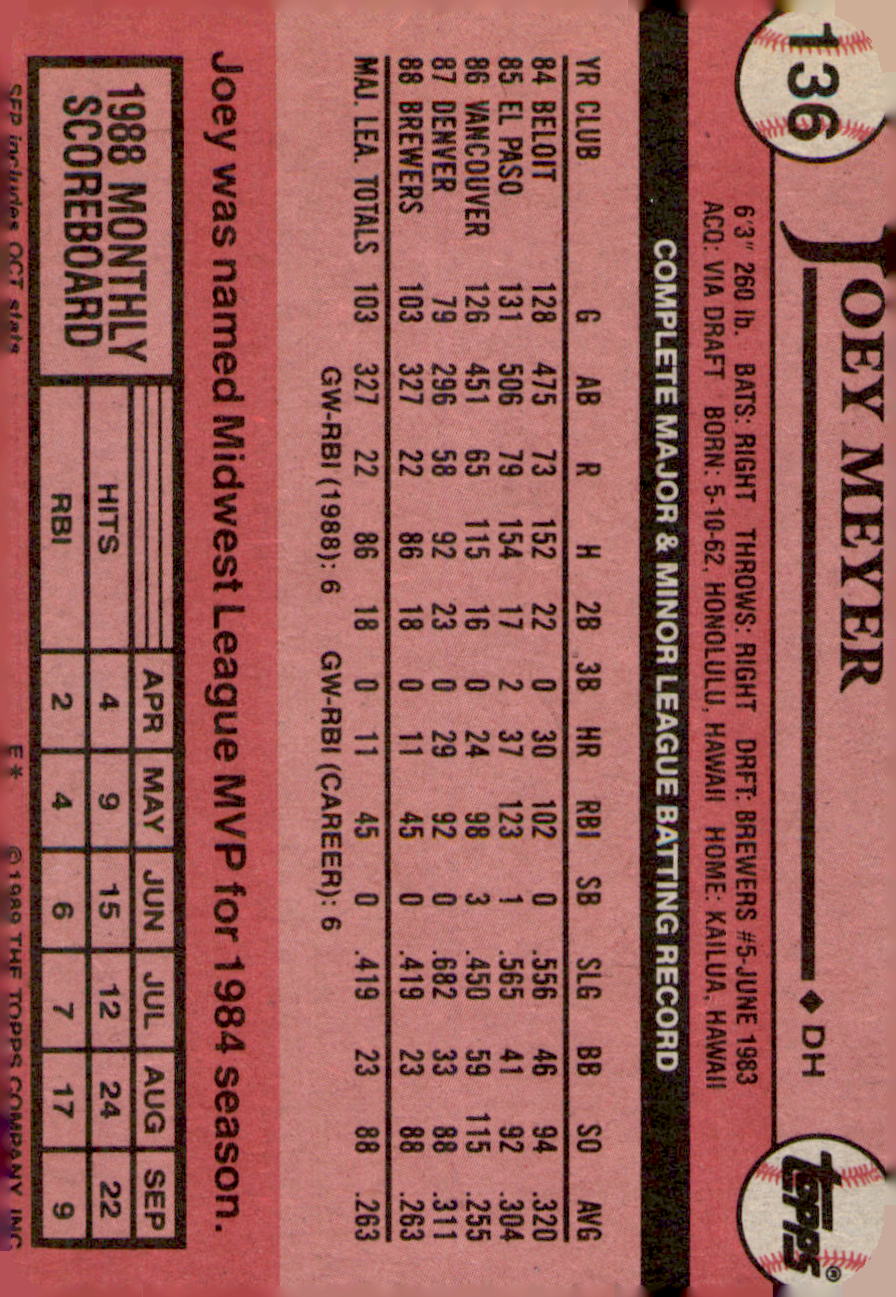 136
JOEY MEYER ♦ DH
topps®
6'3" 260 lb. BATS: RIGHT THROWS: RIGHT DRFT: BREWERS #5-JUNE 1983
ACQ: VIA DRAFT BORN: 5-10-62, HONOLULU, HAWAII HOME: KAILUA, HAWAII
COMPLETE MAJOR & MINOR LEAGUE BATTING RECORD
YR CLUB G AB R H 2B 3B HR RBI SB SLG BB SO AVG
84 BELOIT 128 475 73 152 22 0 30 102 0 .556 46 94 .320
85 EL PASO 131 506 79 154 17 2 37 123 1 .565 41 92 .304
86 VANCOUVER 126 451 65 115 16 0 24 98 3 .450 59 115 .255
87 DENVER 79 296 58 92 23 0 29 92 0 .682 33 88 .311
88 BREWERS 103 327 22 86 18 0 11 45 0 .419 23 88 .263
MAJ. LEA. TOTALS 103 327 22 86 18 0 11 45 0 .419 23 88 .263
GW-RBI (1988): 6 GW-RBI (CAREER): 6
Joey was named Midwest League MVP for 1984 season.
1988 MONTHLY
SCOREBOARD
APR MAY JUN JUL AUG SEP
HITS 4 9 15 12 24 22
RBI 2 4 6 7 17 9
SEP includes OCT stats E* ©1989 THE TOPPS COMPANY, INC.